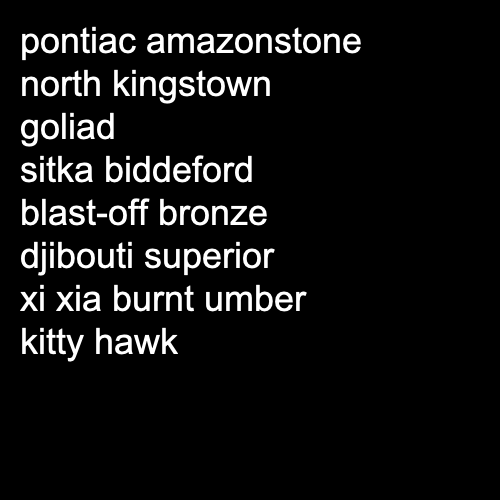 pontiac amazonstone
north kingstown
goliad
sitka biddeford
blast-off bronze
djibouti superior
xi xia burnt umber
kitty hawk